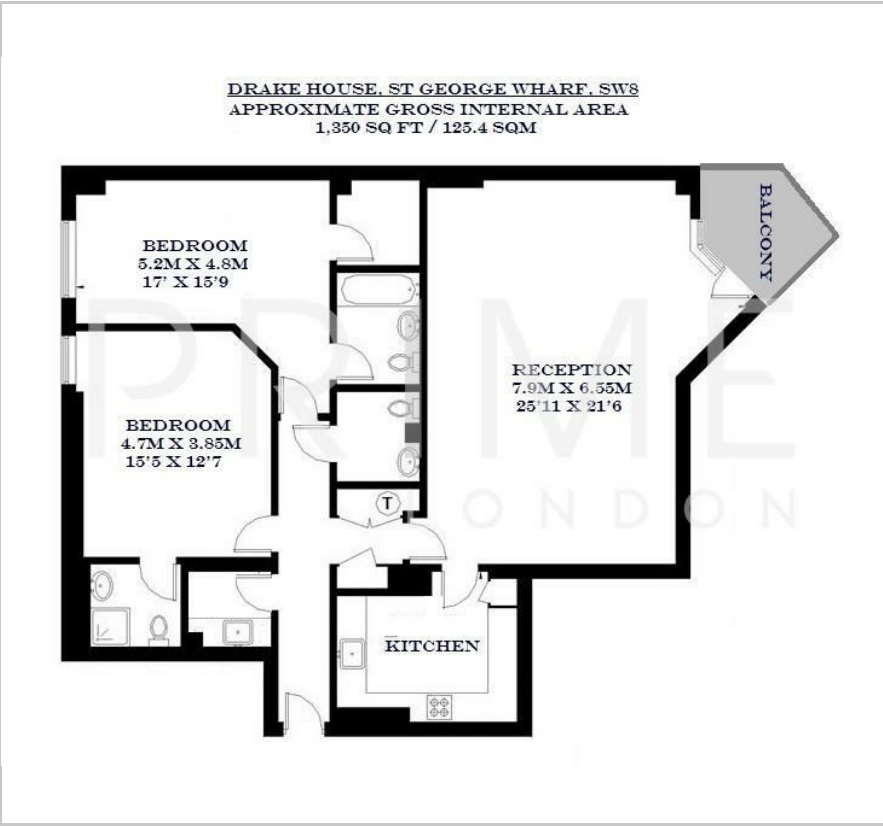 DRAKE HOUSE, ST GEORGE WHARF, SW8
APPROXIMATE GROSS INTERNAL AREA
1,350 SQ FT / 125.4 SQM
BALCONY
BEDROOM
5.2M X 4.8M
17' X 15'9
RECEPTION
7.9M X 6.55M
25'11 X 21'6
BEDROOM
4.7M X 3.85M
15'5 X 12'7
PRIME
LONDON
T
KITCHEN